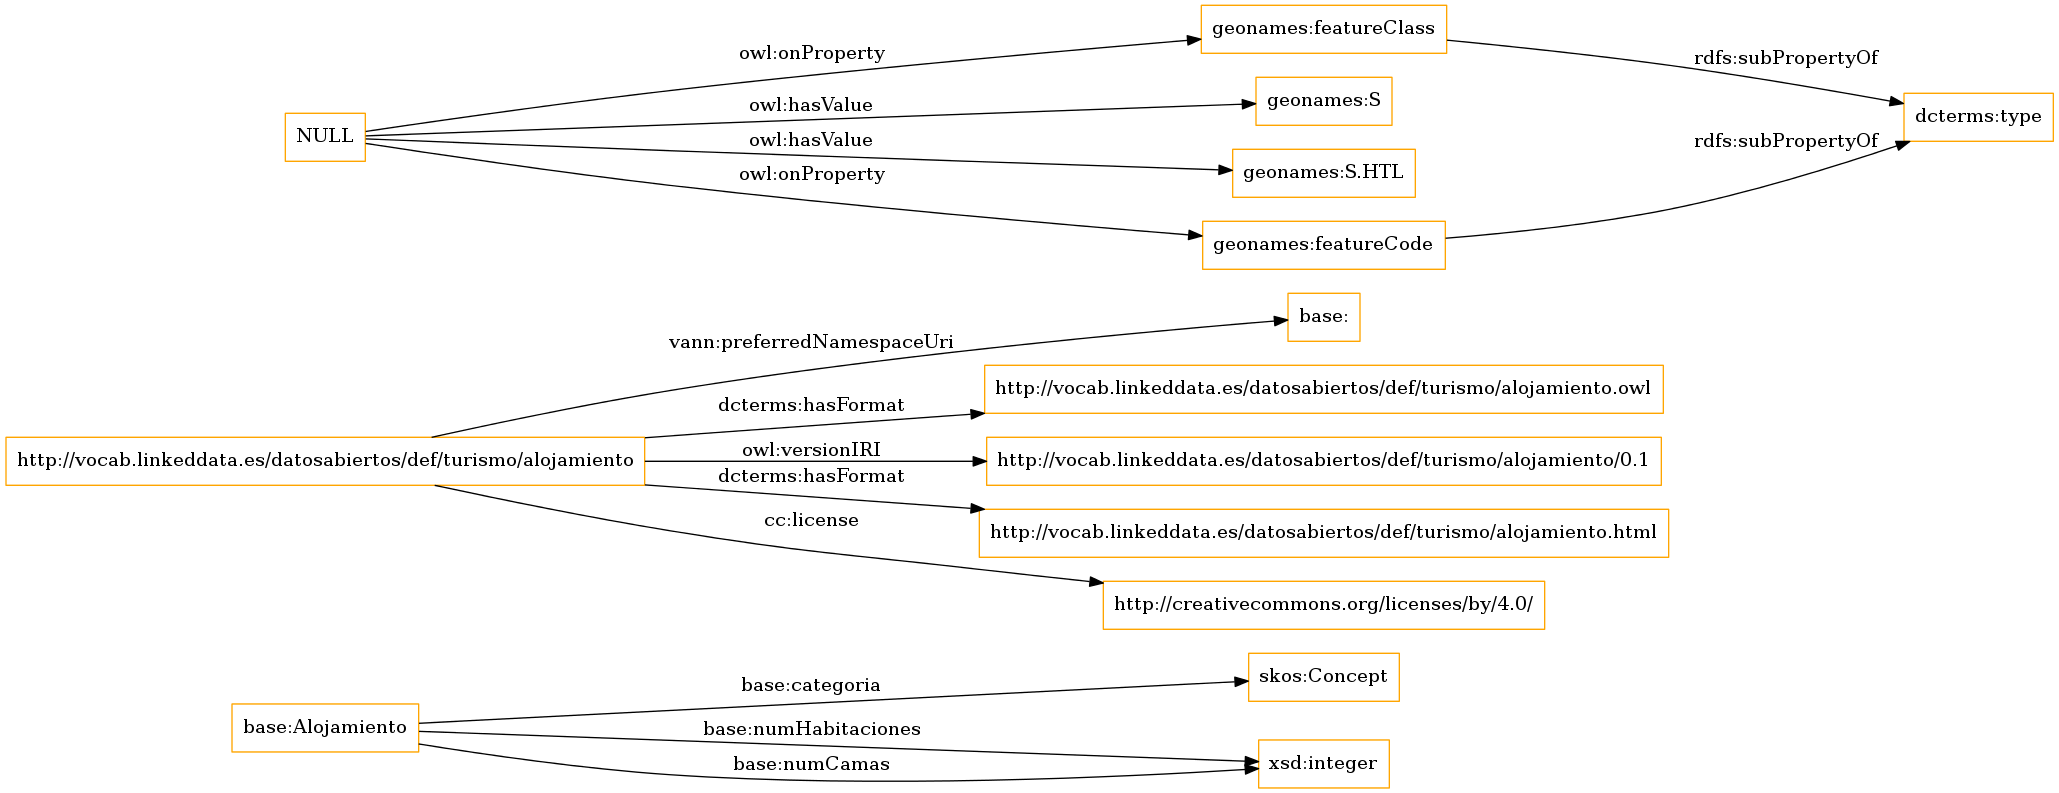 geonames:featureClass
owl:onProperty
rdfs:subPropertyOf
geonames:S
owl:hasValue
dcterms:type
NULL
owl:hasValue
rdfs:subPropertyOf
geonames:S.HTL
owl:onProperty
geonames:featureCode
base:
vann:preferredNamespaceUri
http://vocab.linkeddata.es/datosabiertos/def/turismo/alojamiento.owl
dcterms:hasFormat
owl:versionIRI
http://vocab.linkeddata.es/datosabiertos/def/turismo/alojamiento
http://vocab.linkeddata.es/datosabiertos/def/turismo/alojamiento/0.1
dcterms:hasFormat
cc:license
http://vocab.linkeddata.es/datosabiertos/def/turismo/alojamiento.html
http://creativecommons.org/licenses/by/4.0/
skos:Concept
base:categoria
base:Alojamiento
base:numHabitaciones
base:numCamas
xsd:integer